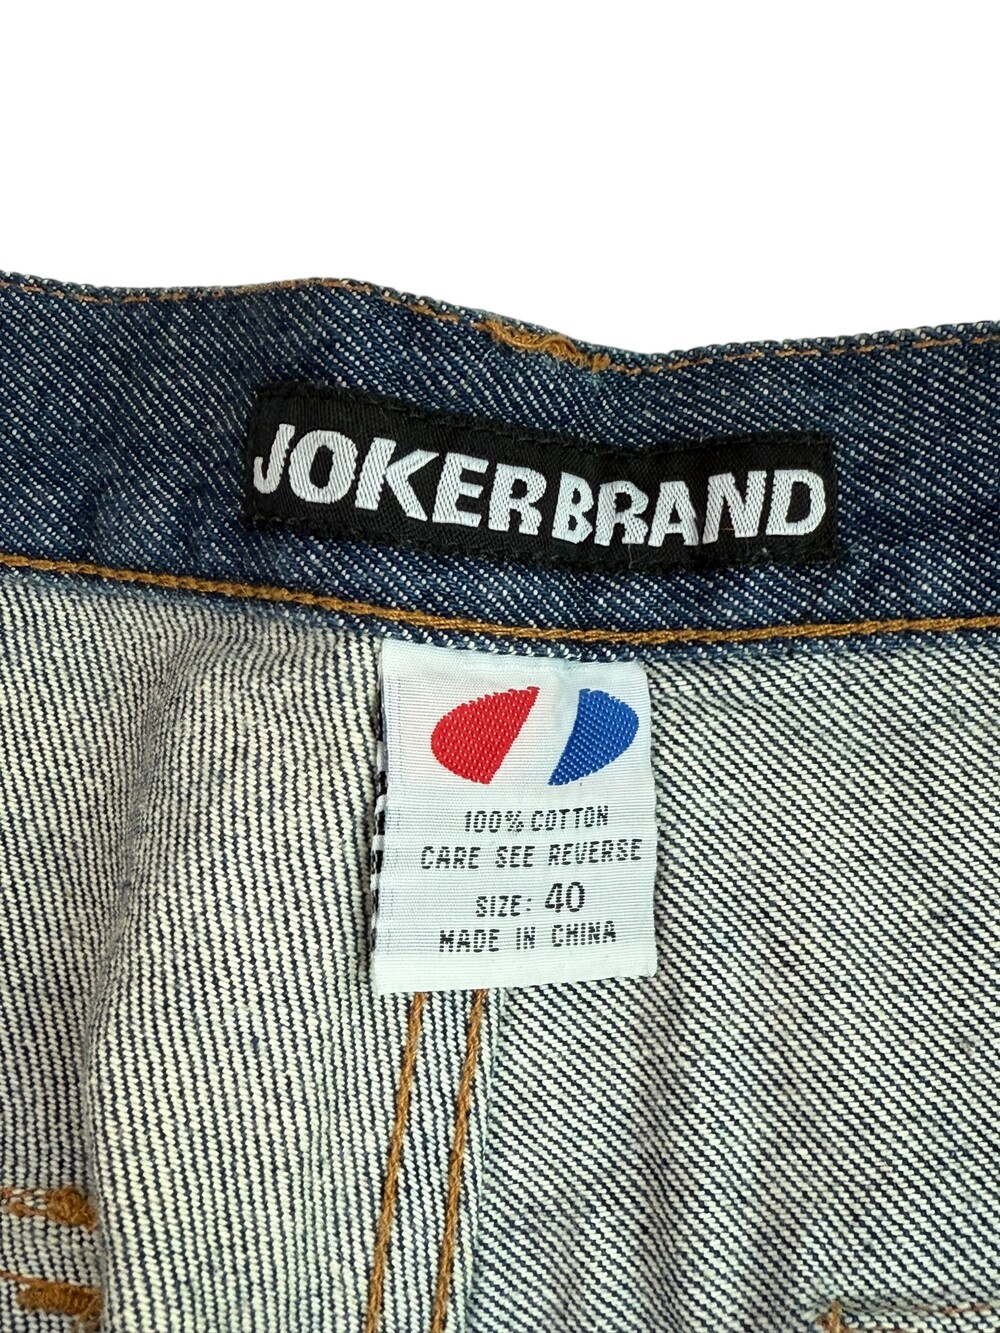 JOKERBRAND
100% COTTON
CARE SEE REVERSE
SIZE: 40
MADE IN CHINA